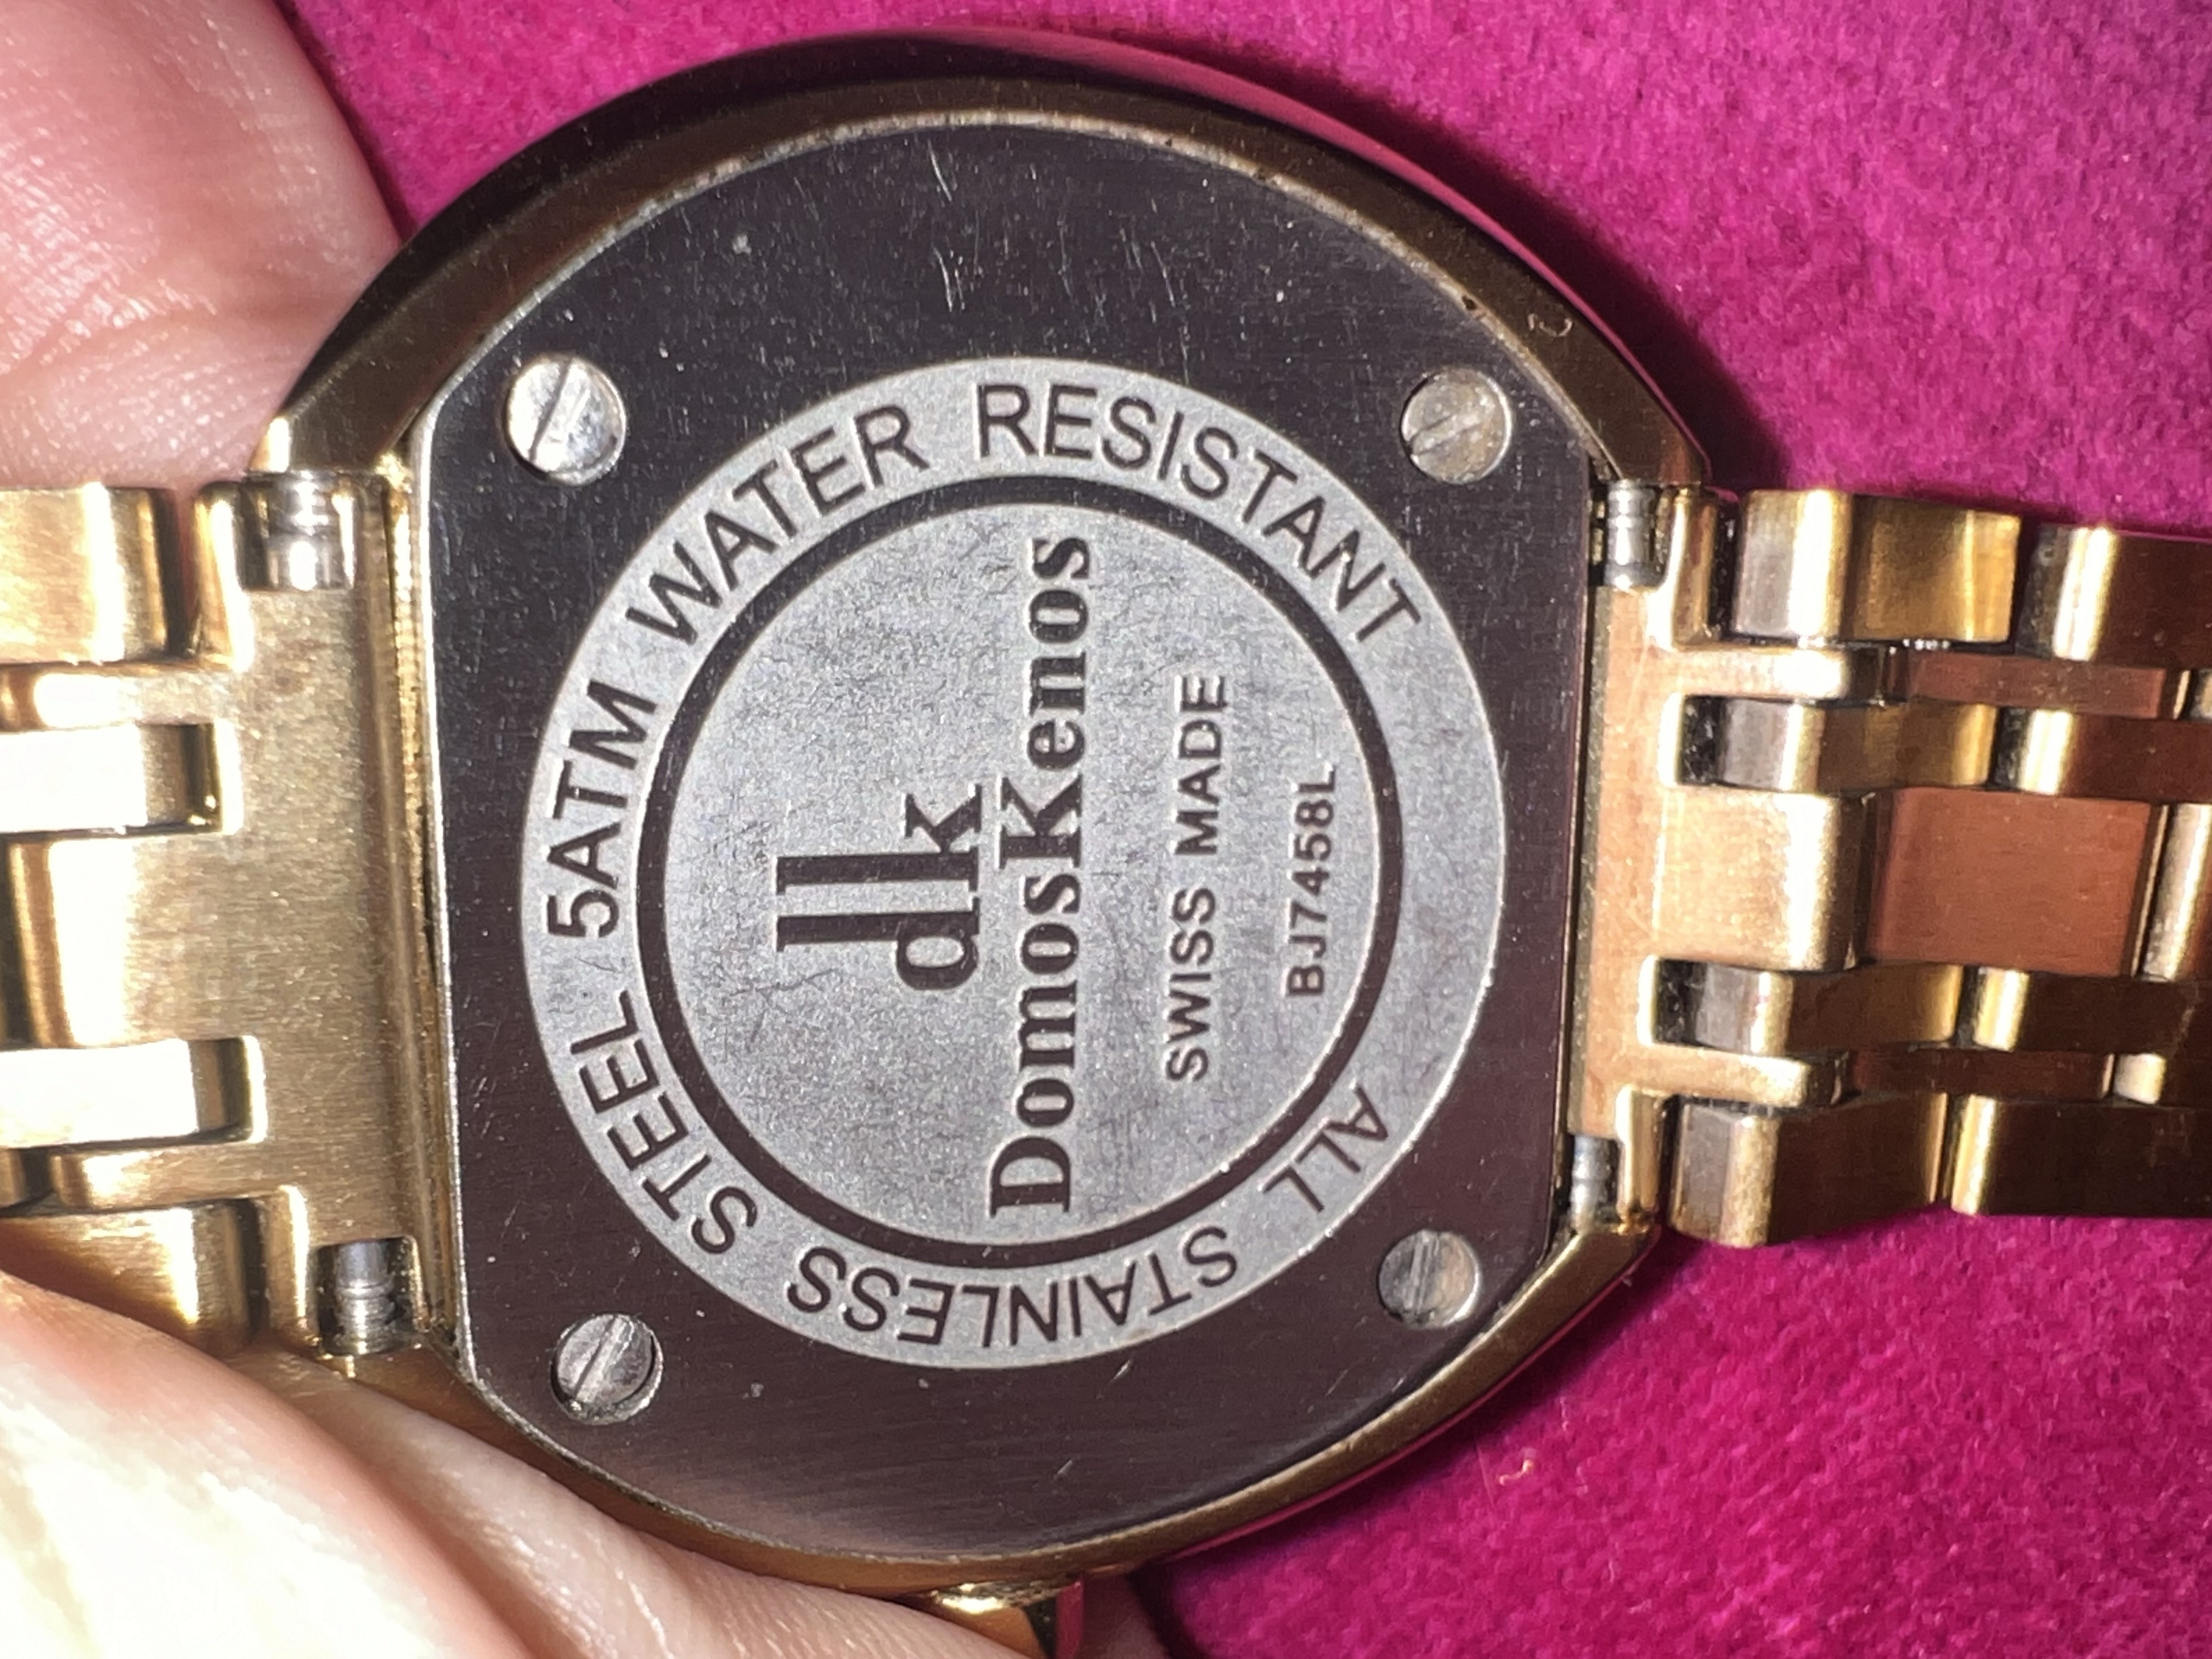 ALL STAINLESS STEEL 5ATM WATER RESISTANT
dk
DomosKenos
SWISS MADE
BJ7458L